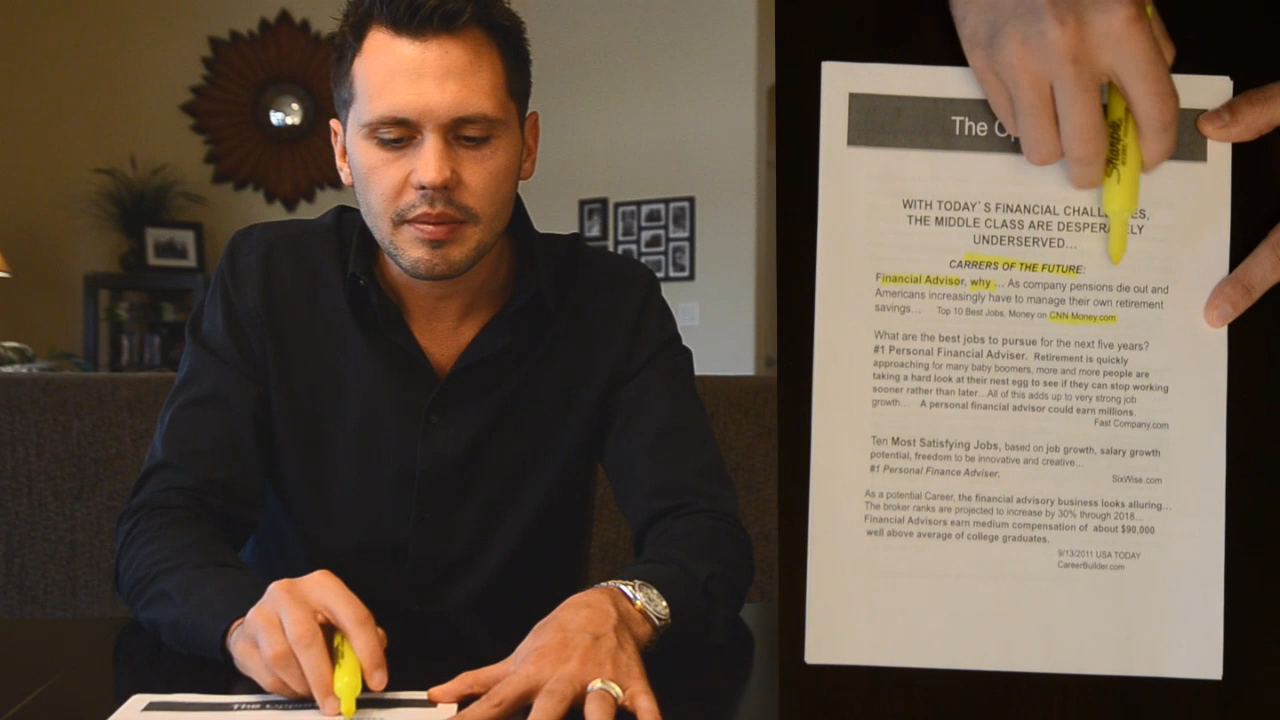 The Op
Sharpie
WITH TODAY`S FINANCIAL CHALL ES,
THE MIDDLE CLASS ARE DESPERATELY
UNDERSERVED...
CARRERS OF THE FUTURE:
Financial Advisor, why ... As company pensions die out and
Americans increasingly have to manage their own retirement
savings... Top 10 Best Jobs, Money on CNN Money.com
What are the best jobs to pursue for the next five years?
#1 Personal Financial Adviser. Retirement is quickly
approaching for many baby boomers, more and more people are
taking a hard look at their nest egg to see if they can stop working
sooner rather than later...All of this adds up to very strong job
growth... A personal financial advisor could earn millions.
Fast Company.com
Ten Most Satisfying Jobs, based on job growth, salary growth
potential, freedom to be innovative and creative...
#1 Personal Finance Adviser.
SixWise.com
As a potential Career, the financial advisory business looks alluring...
The broker ranks are projected to increase by 30% through 2018...
Financial Advisors earn medium compensation of about $90,000
well above average of college graduates.
9/13/2011 USA TODAY
CareerBuilder.com
The Oppor